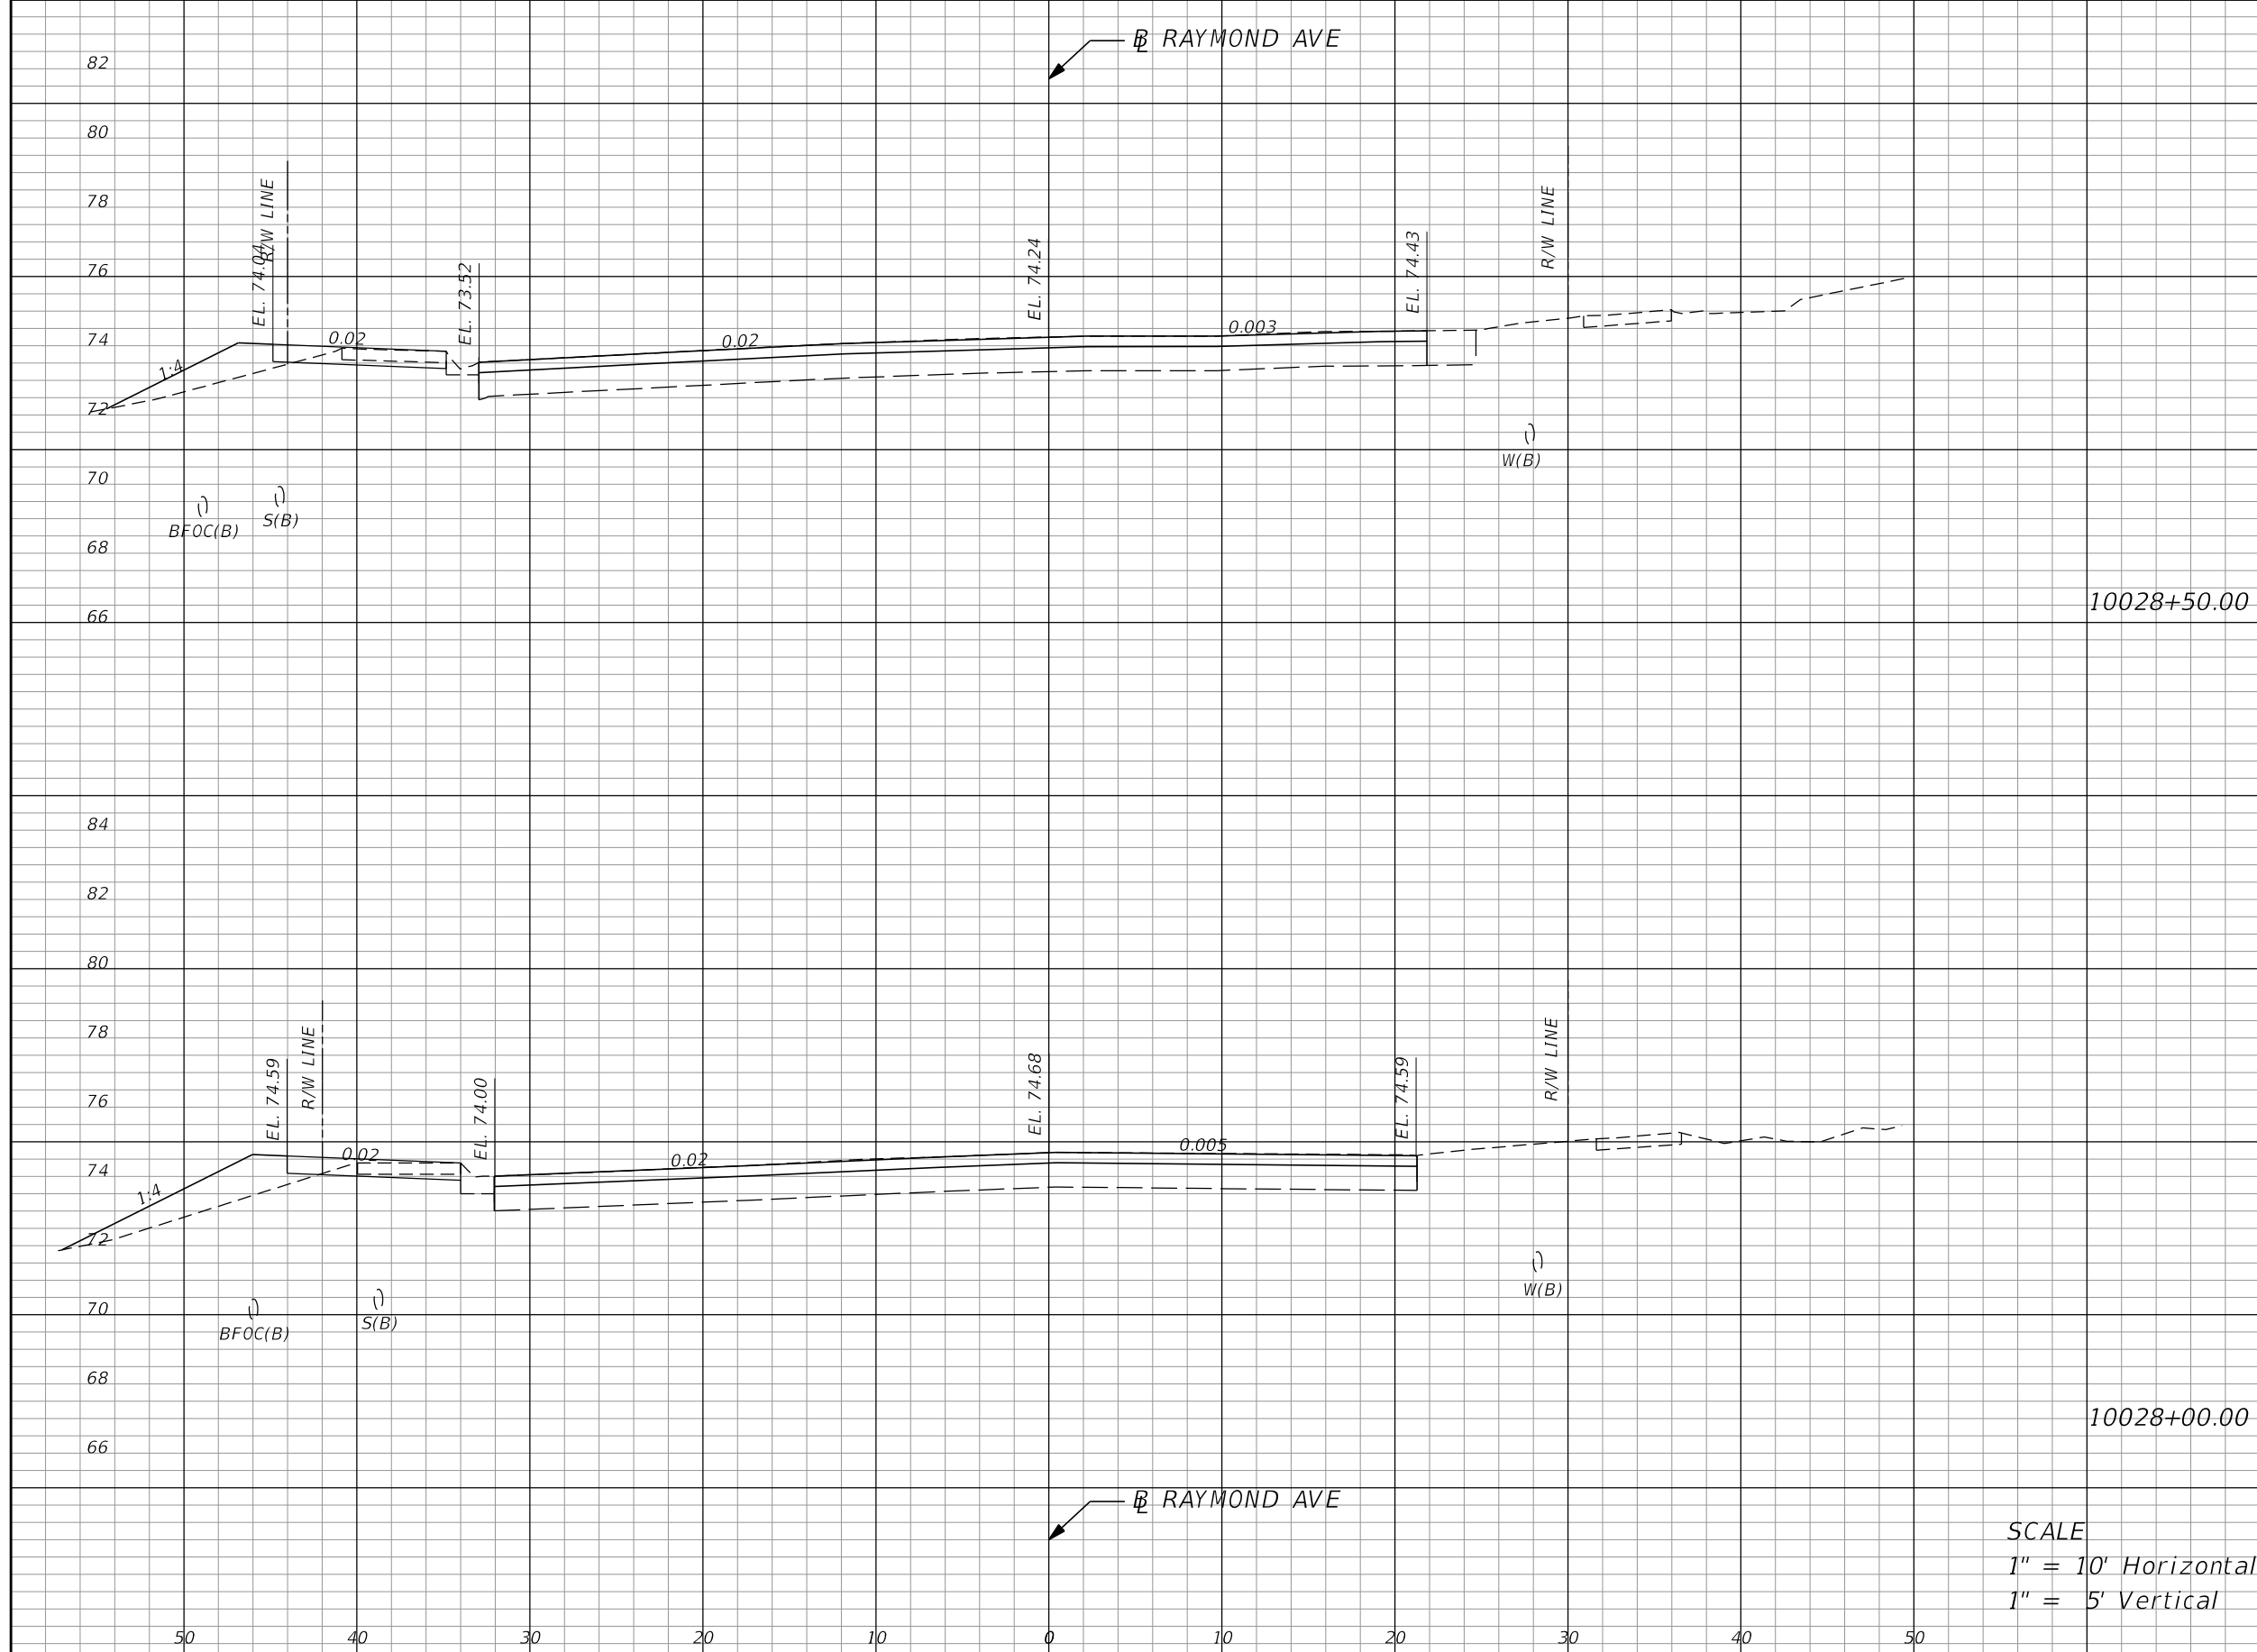 BL RAYMOND AVE
82
80
78
76
74
72
70
68
66
R/W LINE
EL. 74.04
EL. 73.52
EL. 74.24
EL. 74.43
R/W LINE
1:4
0.02
0.02
0.003
W(B)
BFOC(B)
S(B)
10028+50.00
84
82
80
78
76
74
72
70
68
66
EL. 74.59
R/W LINE
EL. 74.00
EL. 74.68
EL. 74.59
R/W LINE
1:4
0.02
0.02
0.005
W(B)
BFOC(B)
S(B)
10028+00.00
BL RAYMOND AVE
SCALE
1" = 10' Horizontal
1" = 5' Vertical
50 40 30 20 10 0 10 20 30 40 50